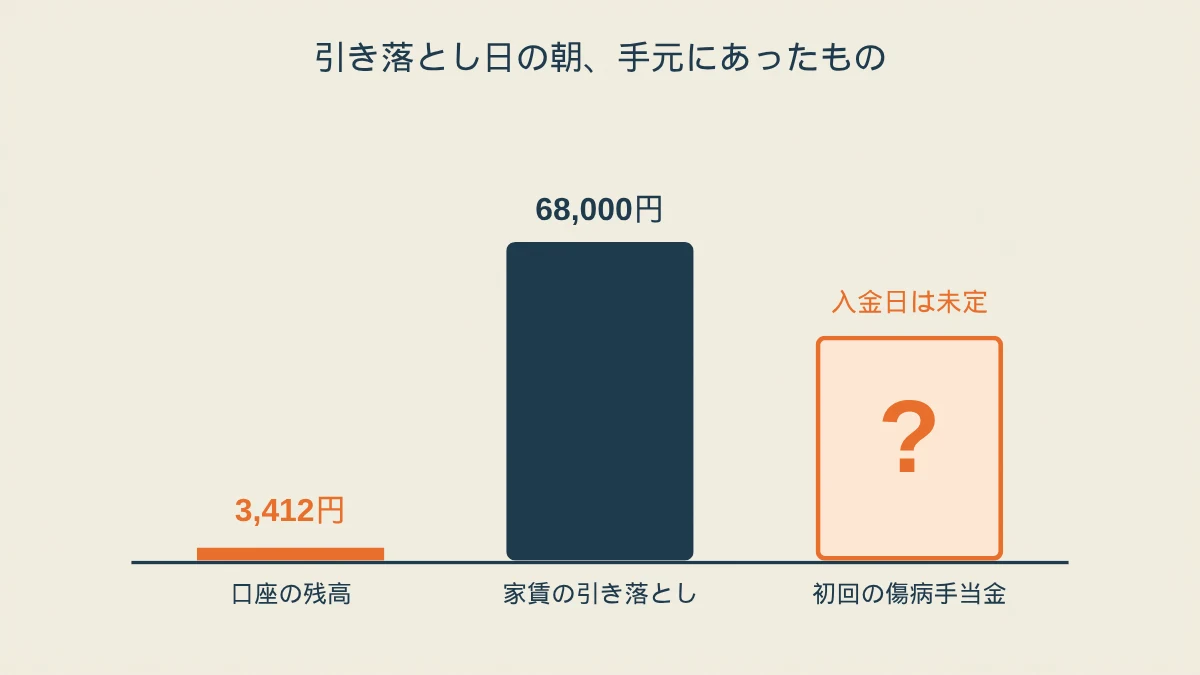 引き落とし日の朝、手元にあったもの
68,000円
入金日は未定
?
3,412円
口座の残高
家賃の引き落とし
初回の傷病手当金